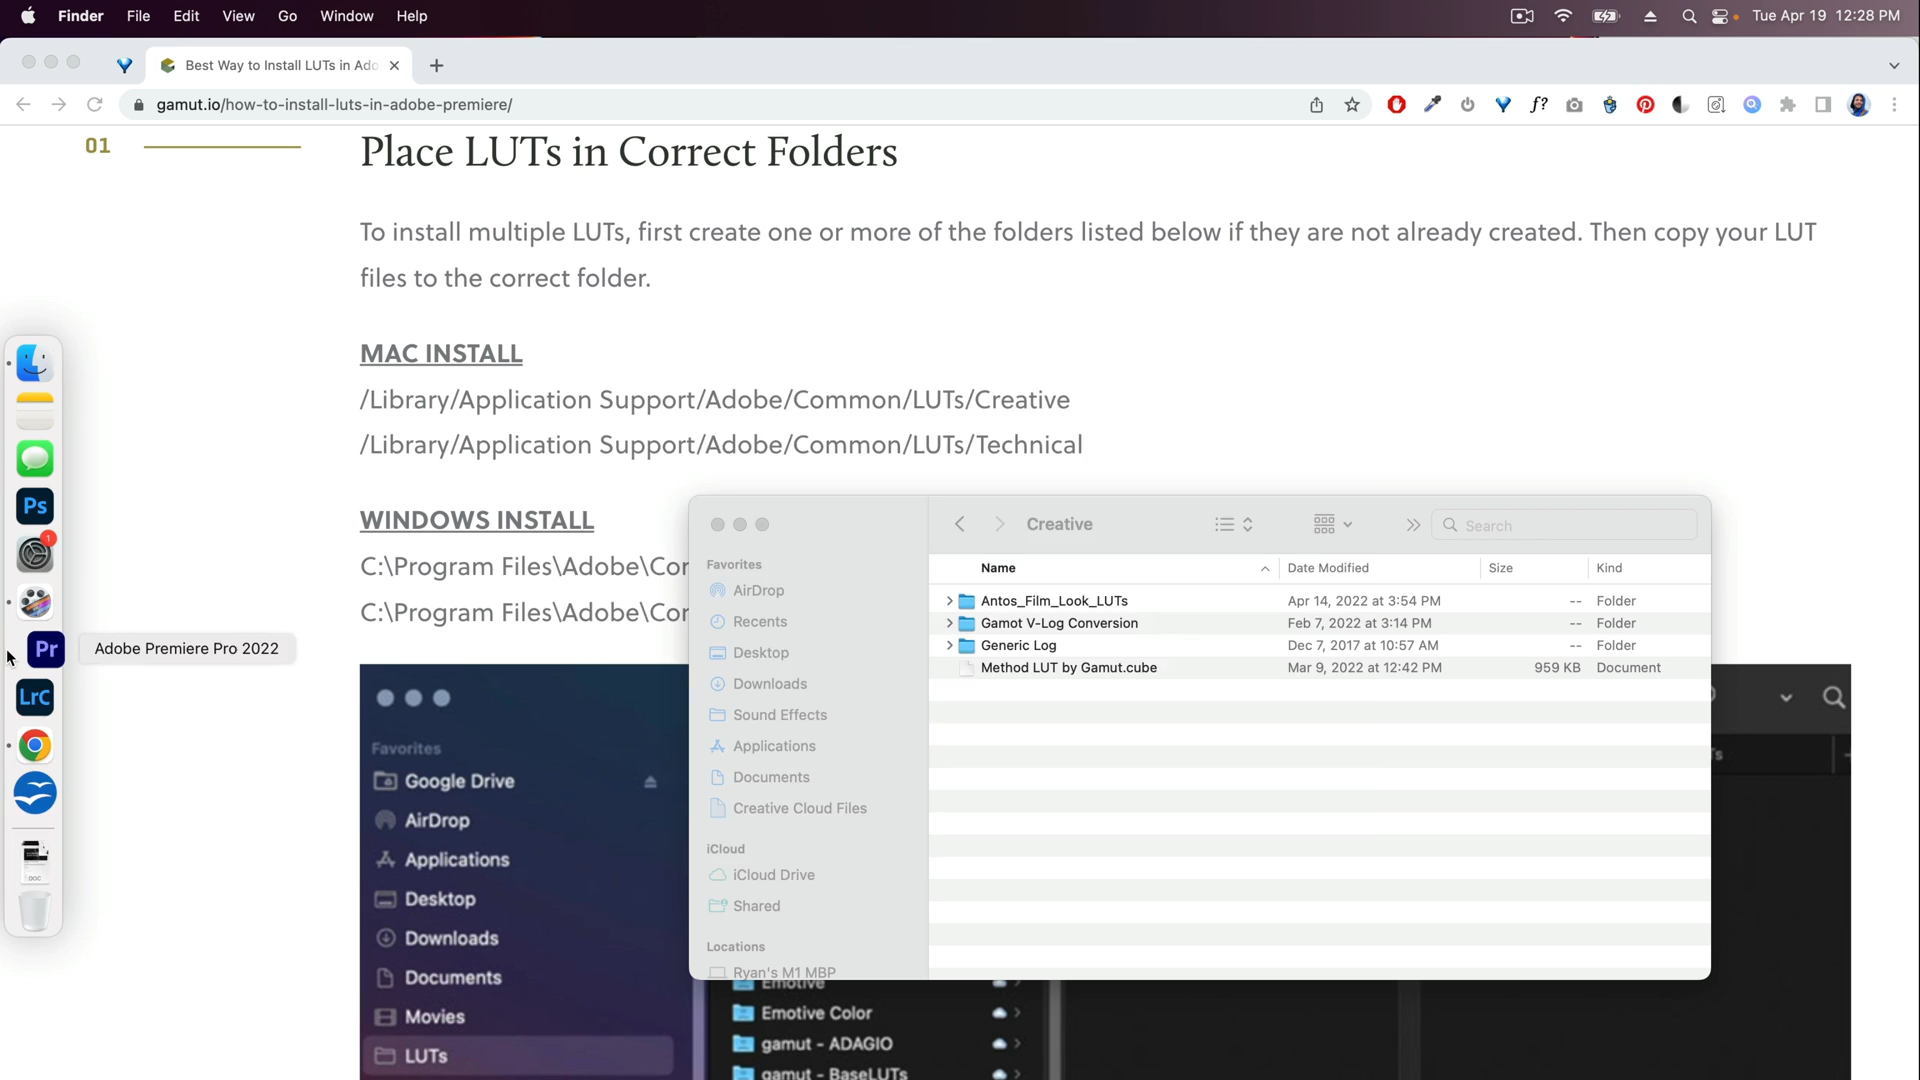 Finder File Edit View Go Window Help
Tue Apr 19 12:28 PM
Best Way to Install LUTs in Ado
gamut.io/how-to-install-luts-in-adobe-premiere/
f?
01
Place LUTs in Correct Folders
To install multiple LUTs, first create one or more of the folders listed below if they are not already created. Then copy your LUT
files to the correct folder.
MAC INSTALL
/Library/Application Support/Adobe/Common/LUTs/Creative
/Library/Application Support/Adobe/Common/LUTs/Technical
WINDOWS INSTALL
C:\Program Files\Adobe\Cor
C:\Program Files\Adobe\Cor
Ps
1
Pr
Adobe Premiere Pro 2022
LrC
DOC
Creative
Search
Favorites
AirDrop
Recents
Desktop
Downloads
Sound Effects
Applications
Documents
Creative Cloud Files
iCloud
iCloud Drive
Shared
Locations
Ryan's M1 MBP
Name Date Modified Size Kind
Antos_Film_Look_LUTs Apr 14, 2022 at 3:54 PM -- Folder
Gamot V-Log Conversion Feb 7, 2022 at 3:14 PM -- Folder
Generic Log Dec 7, 2017 at 10:57 AM -- Folder
Method LUT by Gamut.cube Mar 9, 2022 at 12:42 PM 959 KB Document
Favorites
Google Drive
AirDrop
Applications
Desktop
Downloads
Documents
Movies
LUTs
Emotive
Emotive Color
gamut - ADAGIO
gamut - BaseLUTs